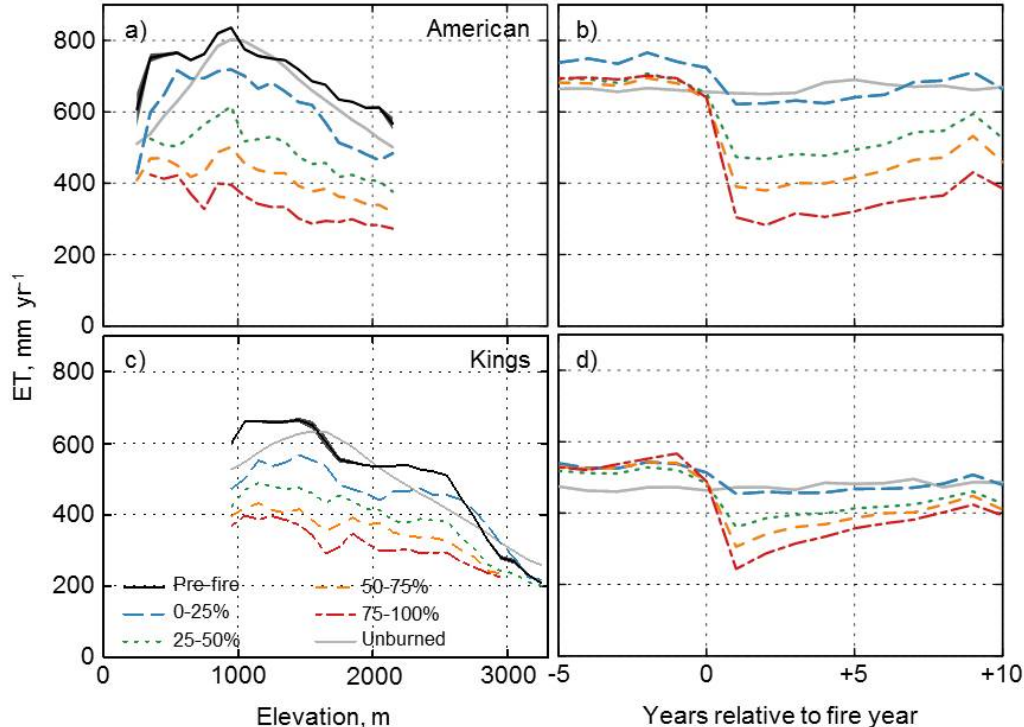 a) American
b)
800
600
400
200
0
c) Kings
d)
800
600
400
200
0
ET, mm yr⁻¹
Pre-fire
0-25%
25-50%
50-75%
75-100%
Unburned
1000 2000 3000
-5 0 +5 +10
Elevation, m
Years relative to fire year